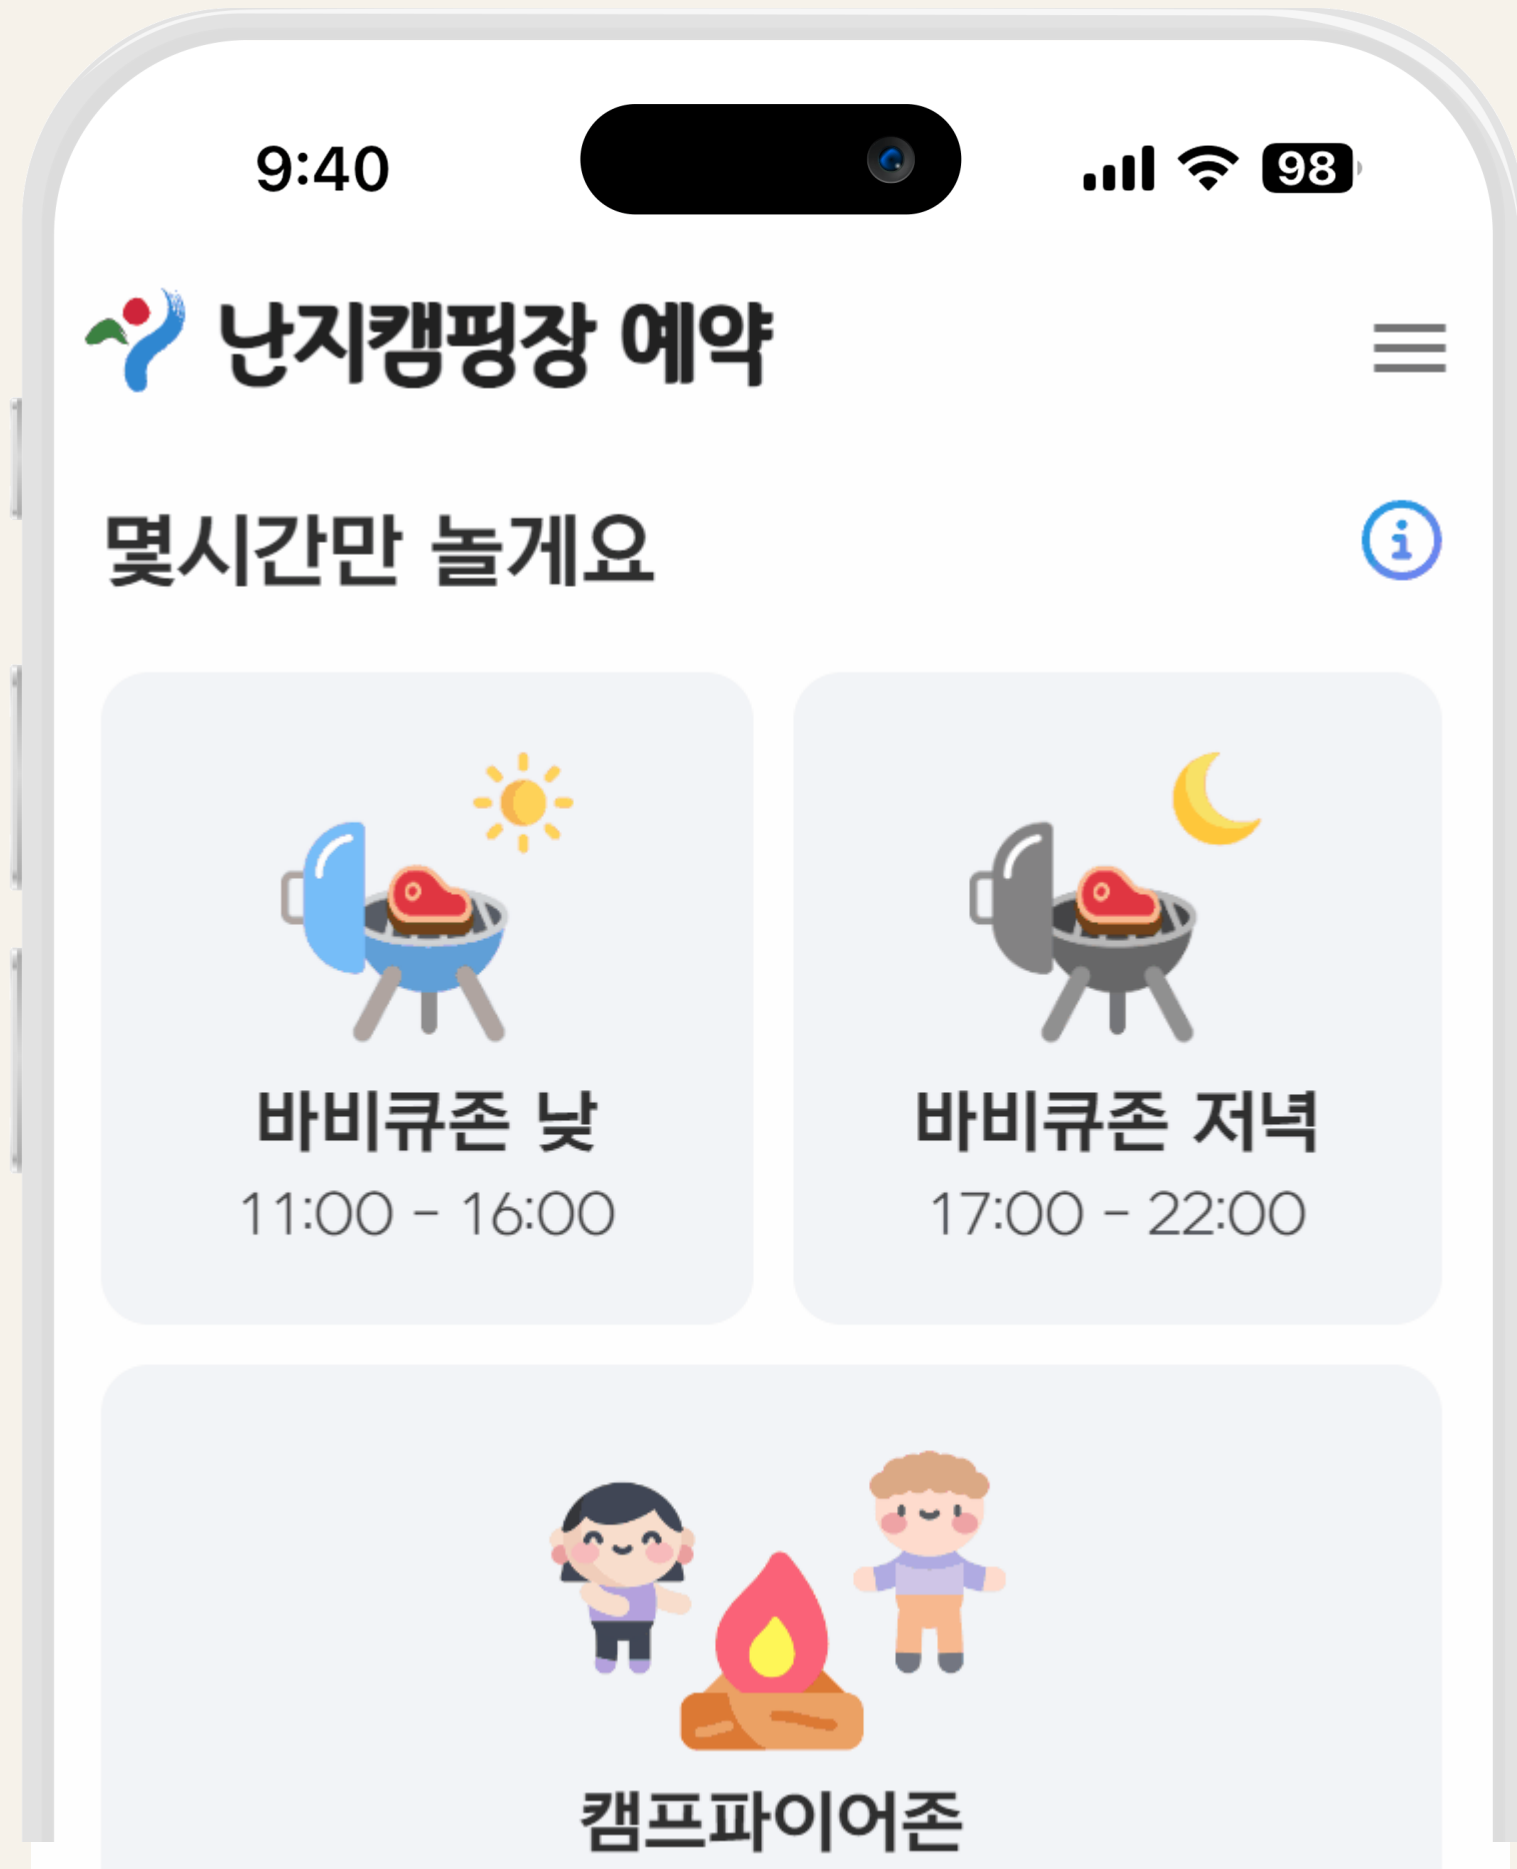 9:40
98
난지캠핑장 예약
몇시간만 놀게요
바비큐존 낮
11:00 - 16:00
바비큐존 저녁
17:00 - 22:00
캠프파이어존